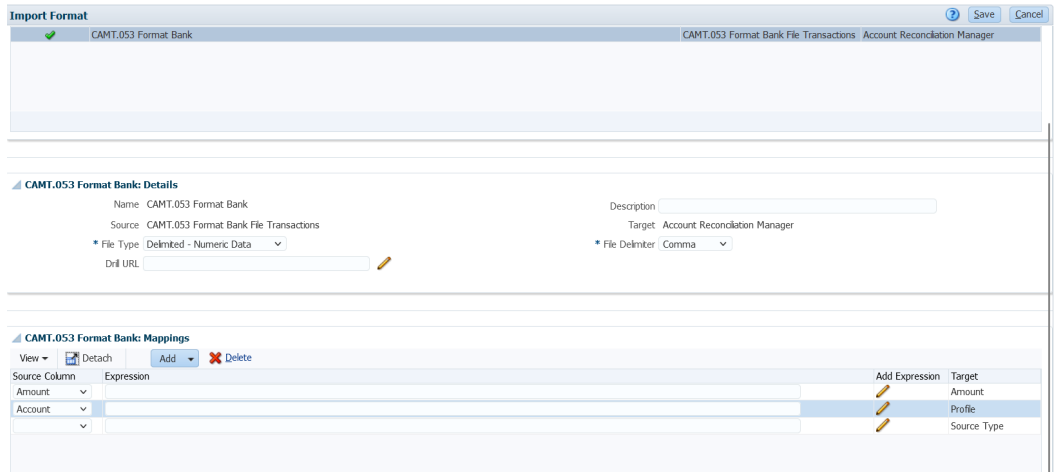 Import Format
? Save Cancel
CAMT.053 Format Bank CAMT.053 Format Bank File Transactions Account Reconciliation Manager
CAMT.053 Format Bank: Details
Name CAMT.053 Format Bank Description
Source CAMT.053 Format Bank File Transactions Target Account Reconciliation Manager
* File Type Delimited - Numeric Data * File Delimiter Comma
Drill URL
CAMT.053 Format Bank: Mappings
View Detach Add Delete
Source Column Expression Add Expression Target
Amount Amount
Account Profile
Source Type